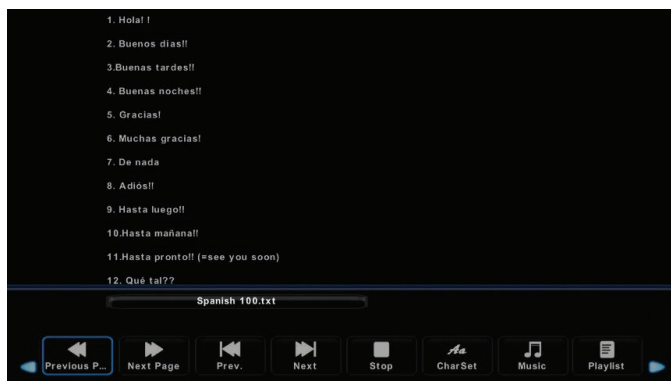 1. Hola! !
2. Buenos dias!!
3.Buenas tardes!!
4. Buenas noches!!
5. Gracias!
6. Muchas gracias!
7. De nada
8. Adiós!!
9. Hasta luego!!
10.Hasta mañana!!
11.Hasta pronto!! (=see you soon)
12. Qué tal??
Spanish 100.txt
Previous P... Next Page Prev. Next Stop Aa CharSet Music Playlist